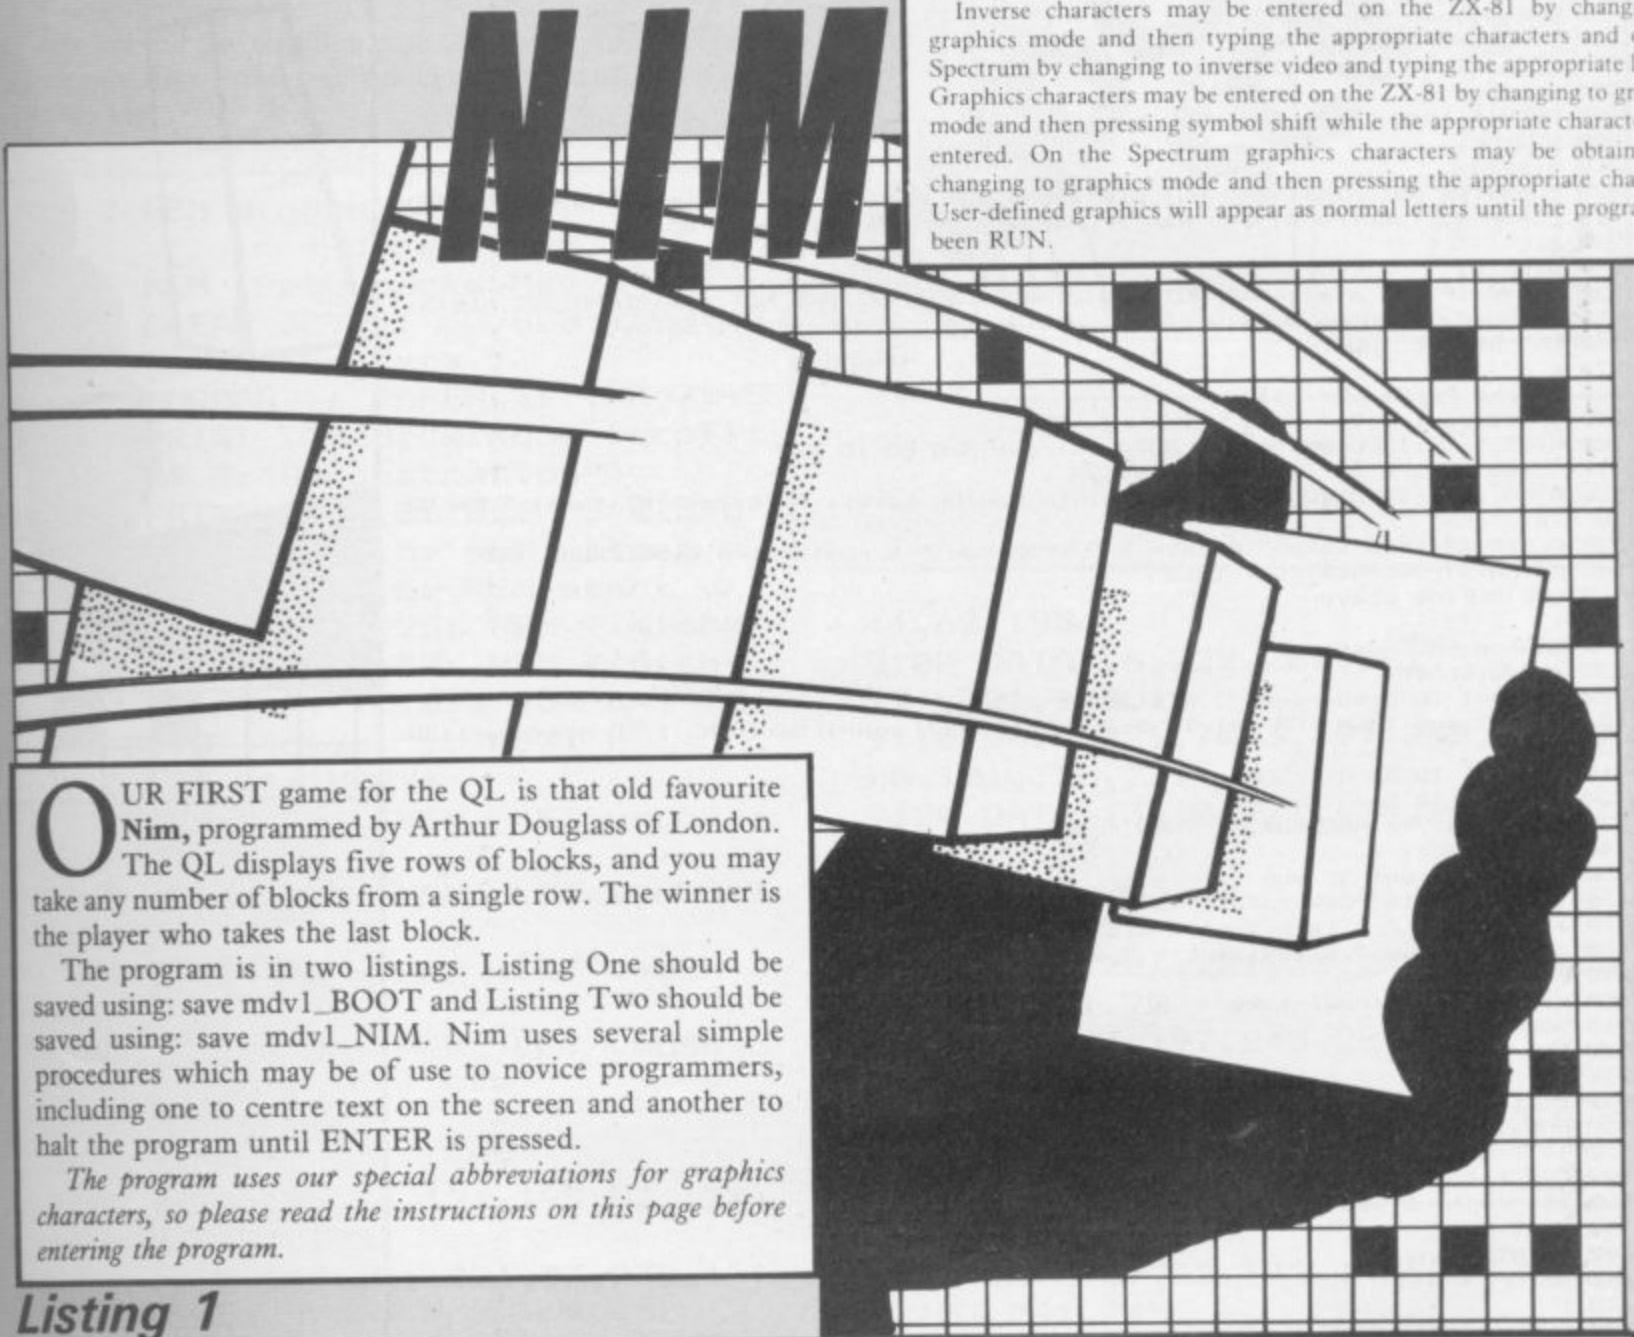 NIM
Inverse characters may be entered on the ZX-81 by
graphics mode and then typing the appropriate characters and
Spectrum by changing to inverse video and typing the appropriate
Graphics characters may be entered on the ZX-81 by changing to
mode and then pressing symbol shift while the appropriate
entered. On the Spectrum graphics characters may be
changing to graphics mode and then pressing the appropriate
User-defined graphics will appear as normal letters until the
been RUN.
OUR FIRST game for the QL is that old favourite
Nim, programmed by Arthur Douglass of London.
The QL displays five rows of blocks, and you may
take any number of blocks from a single row. The winner is
the player who takes the last block.
The program is in two listings. Listing One should be
saved using: save mdv1_BOOT and Listing Two should be
saved using: save mdv1_NIM. Nim uses several simple
procedures which may be of use to novice programmers,
including one to centre text on the screen and another to
halt the program until ENTER is pressed.
The program uses our special abbreviations for graphics
characters, so please read the instructions on this page before
entering the program.
Listing 1